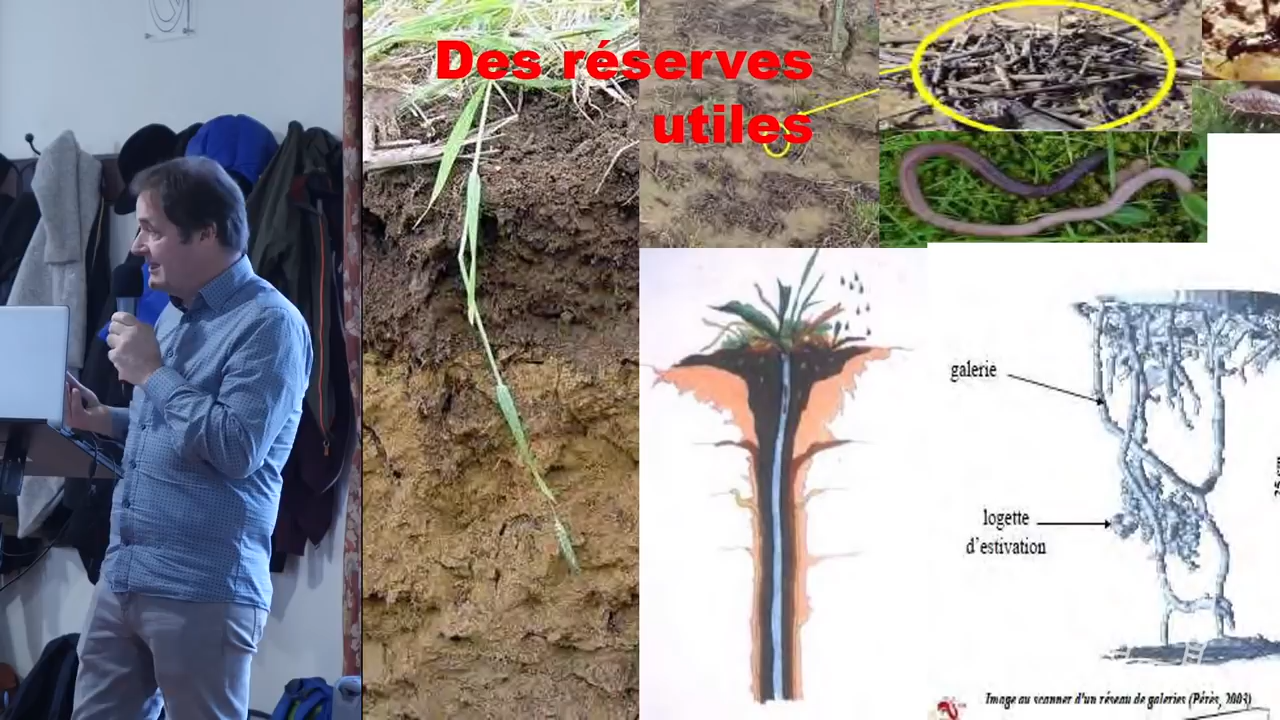 Des réserves
utiles
galerie
logette
d'estivation
Image au scanner d'un réseau de galeries (Pérès, 2003)